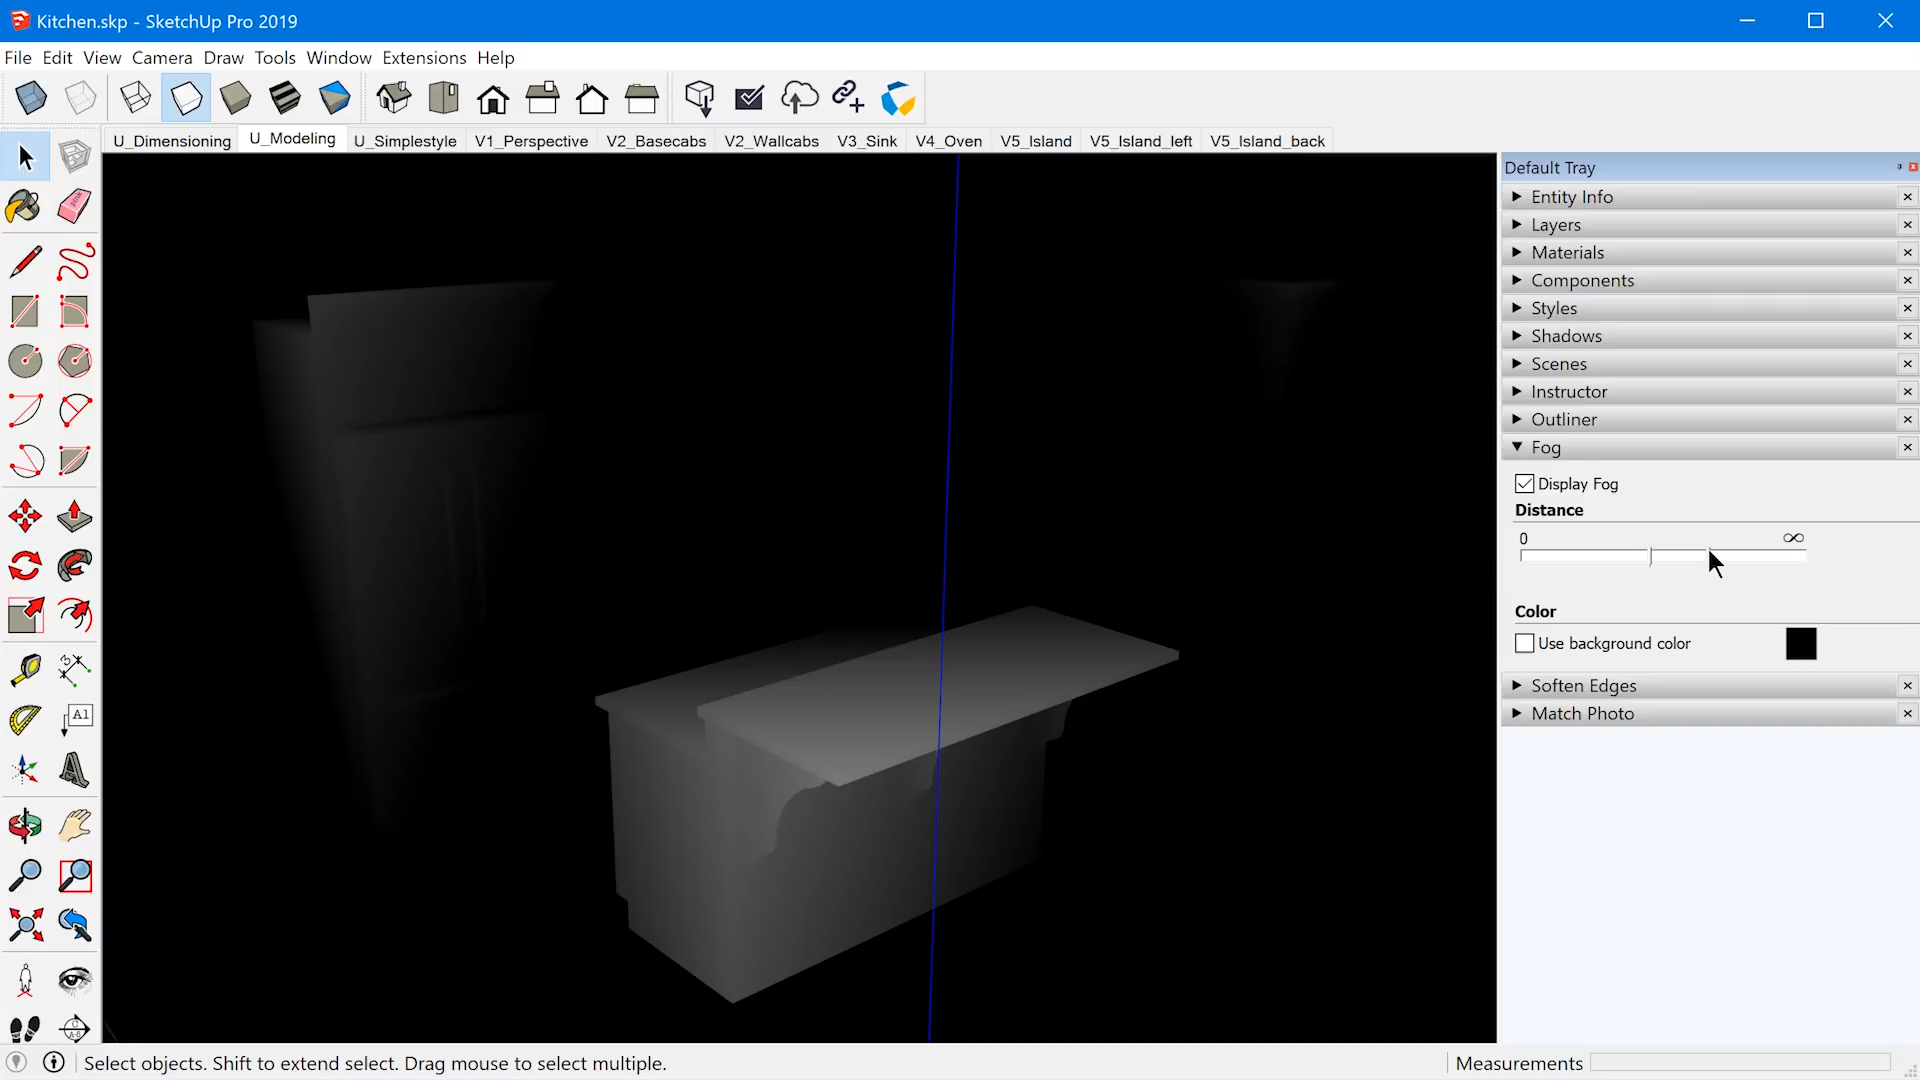 Kitchen.skp - SketchUp Pro 2019
File Edit View Camera Draw Tools Window Extensions Help
U_Dimensioning U_Modeling U_Simplestyle V1_Perspective V2_Basecabs V2_Wallcabs V3_Sink V4_Oven V5_Island V5_Island_left V5_Island_back
Default Tray
Entity Info
Layers
Materials
Components
Styles
Shadows
Scenes
Instructor
Outliner
Fog
Display Fog
Distance
0 ∞
Color
Use background color
Soften Edges
Match Photo
A1
Select objects. Shift to extend select. Drag mouse to select multiple.
Measurements